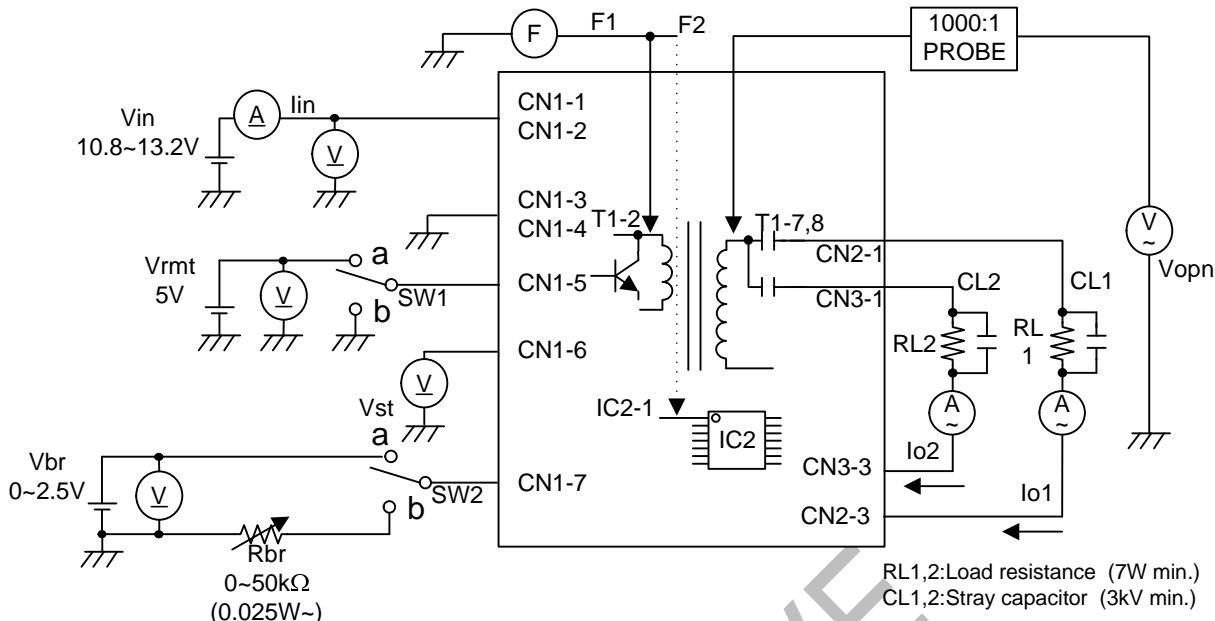 F
F1
F2
1000:1
PROBE
CN1-1
CN1-2
Vin
10.8~13.2V
A
Iin
V
CN1-3
CN1-4
T1-2
T1-7,8
CN2-1
CN3-1
V
~
Vopn
Vrmt
5V
V
a
b
SW1
CN1-5
CL2
CL1
RL2
RL
1
CN1-6
V
Vst
A
~
A
~
IC2-1
IC2
Vbr
0~2.5V
V
a
b
SW2
CN1-7
Io2
CN3-3
Io1
CN2-3
Rbr
0~50kΩ
(0.025W~)
RL1,2:Load resistance (7W min.)
CL1,2:Stray capacitor (3kV min.)